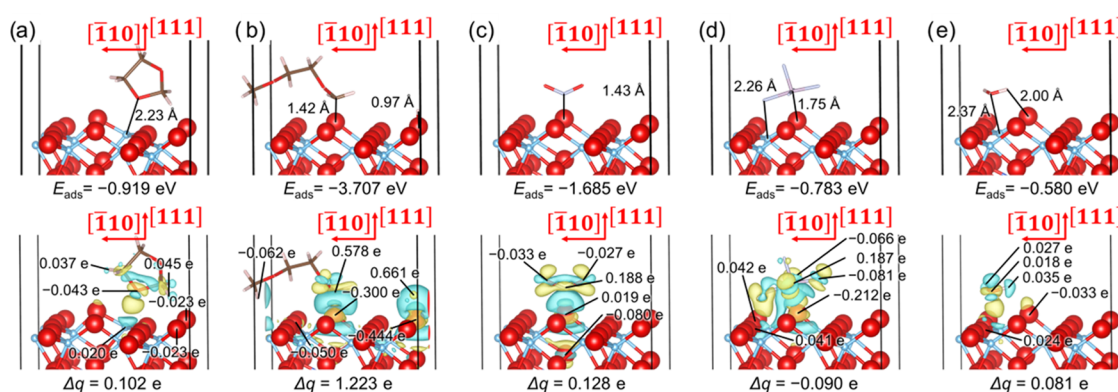 (a)
[1̅10] [111]
2.23 Å
E_ads= −0.919 eV
(b)
[1̅10] [111]
1.42 Å
0.97 Å
E_ads= −3.707 eV
(c)
[1̅10] [111]
1.43 Å
E_ads= −1.685 eV
(d)
[1̅10] [111]
2.26 Å
1.75 Å
E_ads= −0.783 eV
(e)
[1̅10] [111]
2.37 Å
2.00 Å
E_ads= −0.580 eV
[1̅10] [111]
0.037 e
0.045 e
−0.043 e
−0.023 e
0.020 e
−0.023 e
Δq = 0.102 e
[1̅10] [111]
−0.062 e
0.578 e
0.661 e
−0.300 e
−0.444 e
−0.050 e
Δq = 1.223 e
[1̅10] [111]
−0.033 e
−0.027 e
0.188 e
0.019 e
−0.080 e
Δq = 0.128 e
[1̅10] [111]
−0.066 e
0.187 e
0.042 e
−0.081 e
−0.212 e
−0.041 e
Δq = −0.090 e
[1̅10] [111]
0.027 e
0.018 e
0.035 e
−0.033 e
0.024 e
Δq = 0.081 e